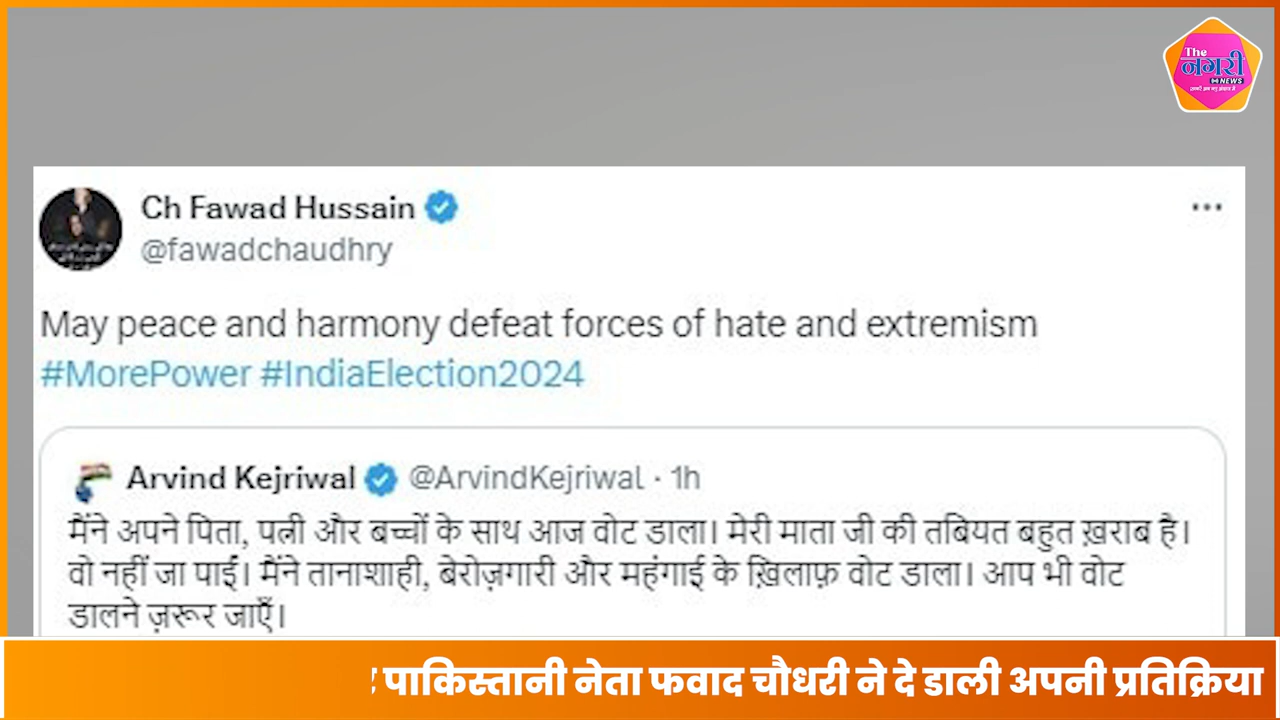 The
नगरी
NEWS
Ch Fawad Hussain
@fawadchaudhry
May peace and harmony defeat forces of hate and extremism
#MorePower #IndiaElection2024
Arvind Kejriwal @ArvindKejriwal · 1h
मैंने अपने पिता, पत्नी और बच्चों के साथ आज वोट डाला। मेरी माता जी की तबियत बहुत ख़राब है।
वो नहीं जा पाईं। मैंने तानाशाही, बेरोज़गारी और महंगाई के ख़िलाफ़ वोट डाला। आप भी वोट
डालने ज़रूर जाएँ।
पाकिस्तानी नेता फवाद चौधरी ने दे डाली अपनी प्रतिक्रिया